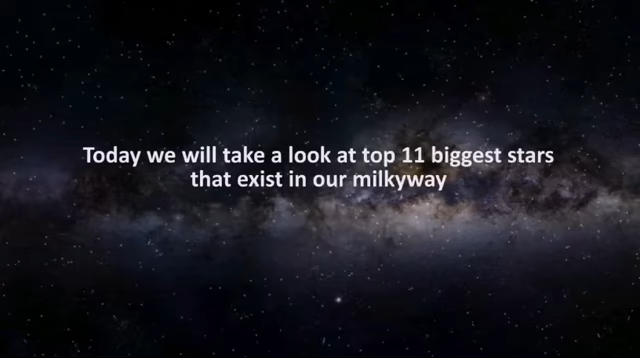 Today we will take a look at top 11 biggest stars
that exist in our milkyway